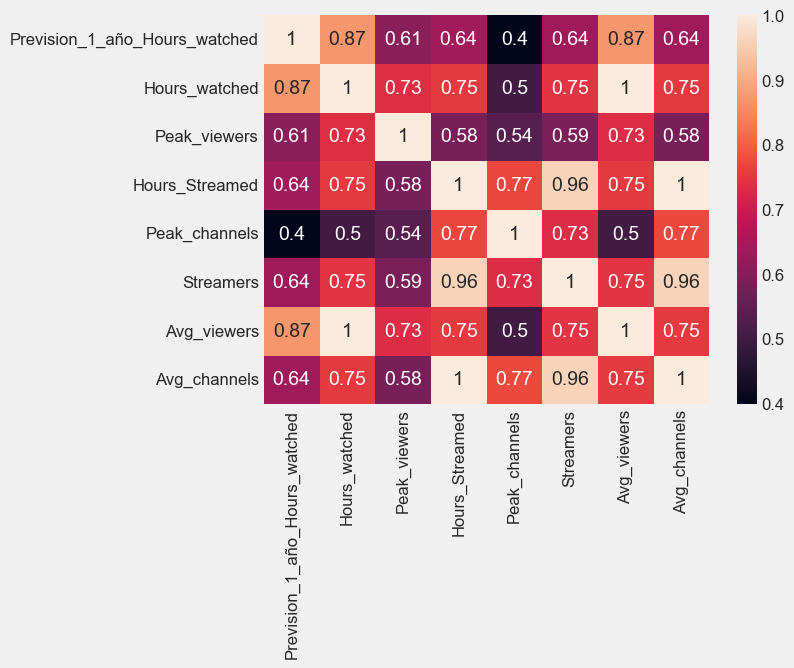 Prevision_1_año_Hours_watched 1 0.87 0.61 0.64 0.4 0.64 0.87 0.64
Hours_watched 0.87 1 0.73 0.75 0.5 0.75 1 0.75
Peak_viewers 0.61 0.73 1 0.58 0.54 0.59 0.73 0.58
Hours_Streamed 0.64 0.75 0.58 1 0.77 0.96 0.75 1
Peak_channels 0.4 0.5 0.54 0.77 1 0.73 0.5 0.77
Streamers 0.64 0.75 0.59 0.96 0.73 1 0.75 0.96
Avg_viewers 0.87 1 0.73 0.75 0.5 0.75 1 0.75
Avg_channels 0.64 0.75 0.58 1 0.77 0.96 0.75 1
Prevision_1_año_Hours_watched
Hours_watched
Peak_viewers
Hours_Streamed
Peak_channels
Streamers
Avg_viewers
Avg_channels
1.0
0.9
0.8
0.7
0.6
0.5
0.4